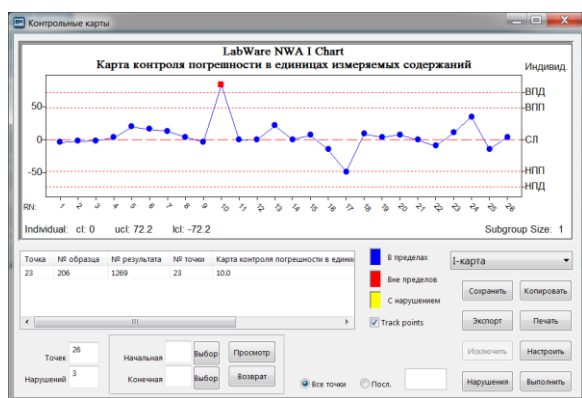 Контрольные карты
LabWare NWA I Chart
Карта контроля погрешности в единицах измеряемых содержаний
Индивид.
ВПД
50
ВПП
0
СЛ
-50
НПП
НПД
RN: 1 2 3 4 5 6 7 8 9 10 11 12 13 14 15 16 17 18 19 20 21 22 23 24 25 26
Individual: cl: 0 ucl: 72.2 lcl: -72.2 Subgroup Size: 1
Точка № образца № результата № точки Карта контроля погрешности в едини
23 206 1269 23 10.0
В пределах
Вне пределов
С нарушением
Track points
I-карта
Сохранить Копировать
Экспорт Печать
Исключить Настроить
Нарушения Выполнить
Точек 26
Нарушений 3
Начальная Выбор Просмотр
Конечная Выбор Возврат
Все точки Посл.